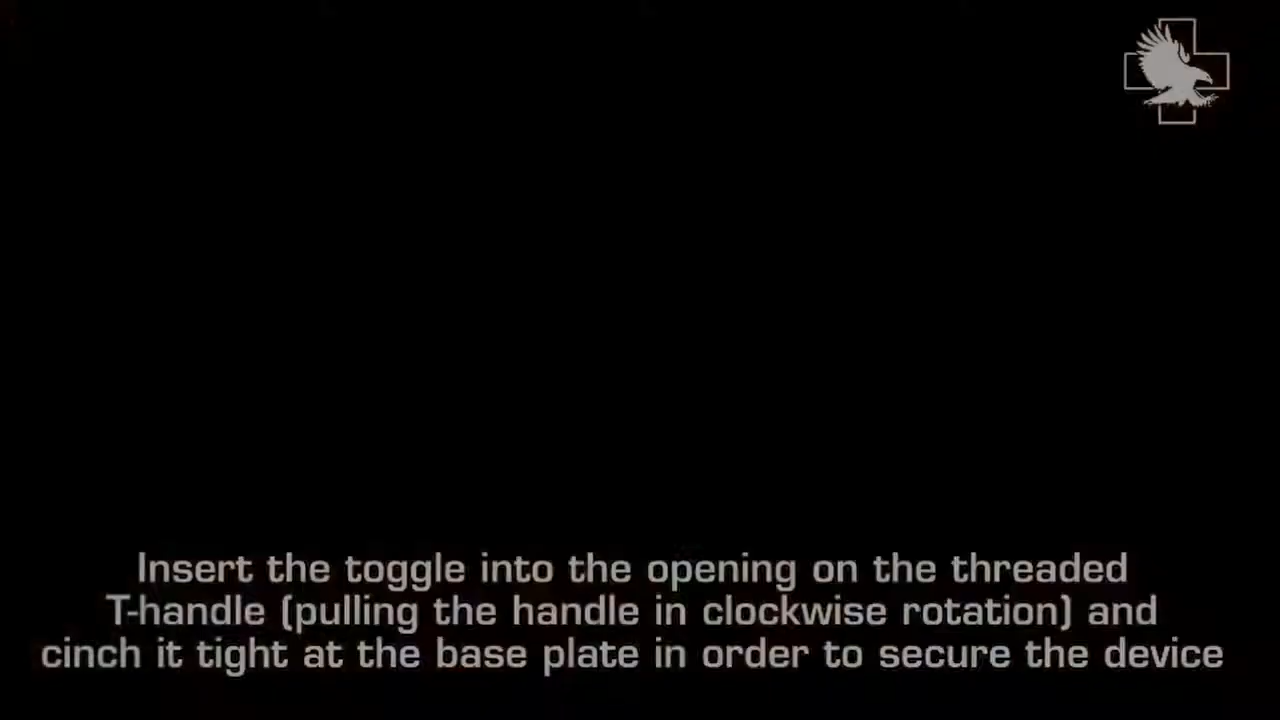 Insert the toggle into the opening on the threaded
T-handle (pulling the handle in clockwise rotation) and
cinch it tight at the base plate in order to secure the device